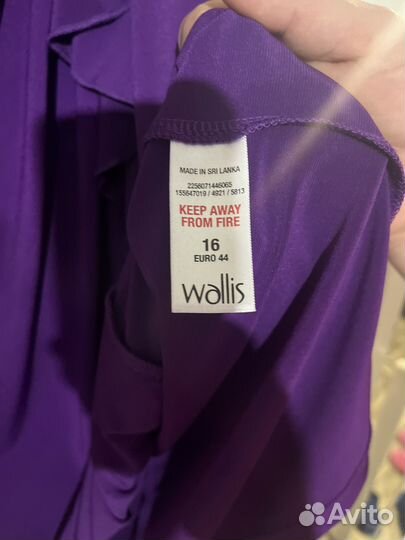 MADE IN SRI LANKA
2258071446065
155647019 / 4921 / 5813
KEEP AWAY
FROM FIRE
16
EURO 44
wallis
Avito